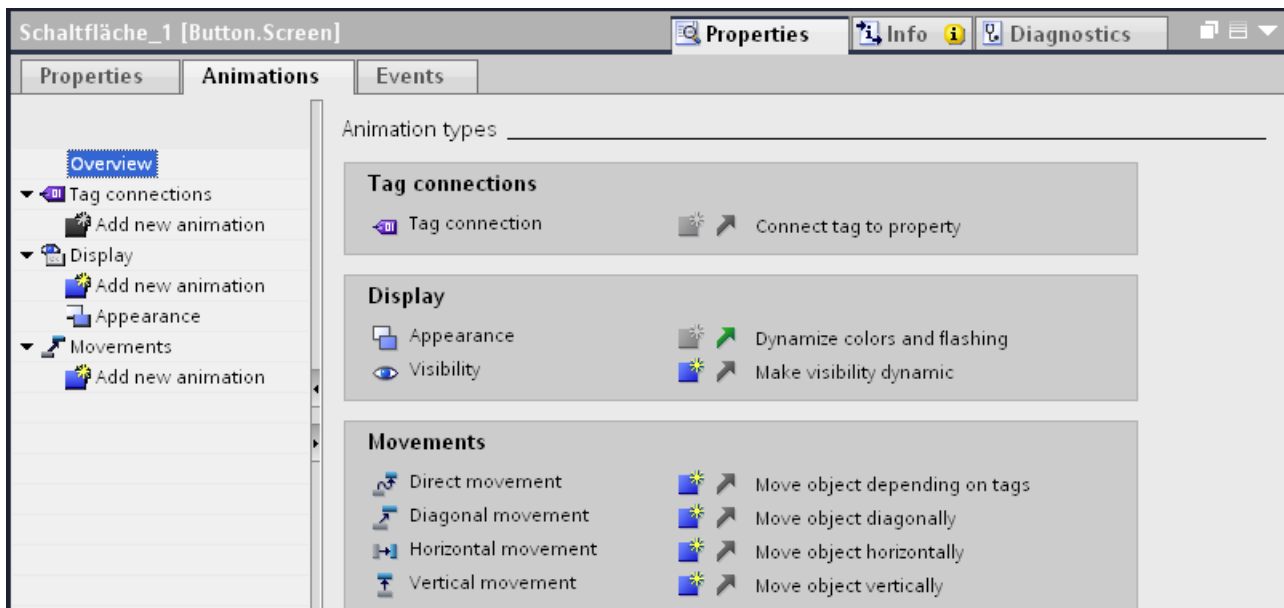 Schaltfläche_1 [Button.Screen]
Properties
Info
Diagnostics
Properties
Animations
Events
Overview
Tag connections
Add new animation
Display
Add new animation
Appearance
Movements
Add new animation
Animation types
Tag connections
Tag connection Connect tag to property
Display
Appearance Dynamize colors and flashing
Visibility Make visibility dynamic
Movements
Direct movement Move object depending on tags
Diagonal movement Move object diagonally
Horizontal movement Move object horizontally
Vertical movement Move object vertically